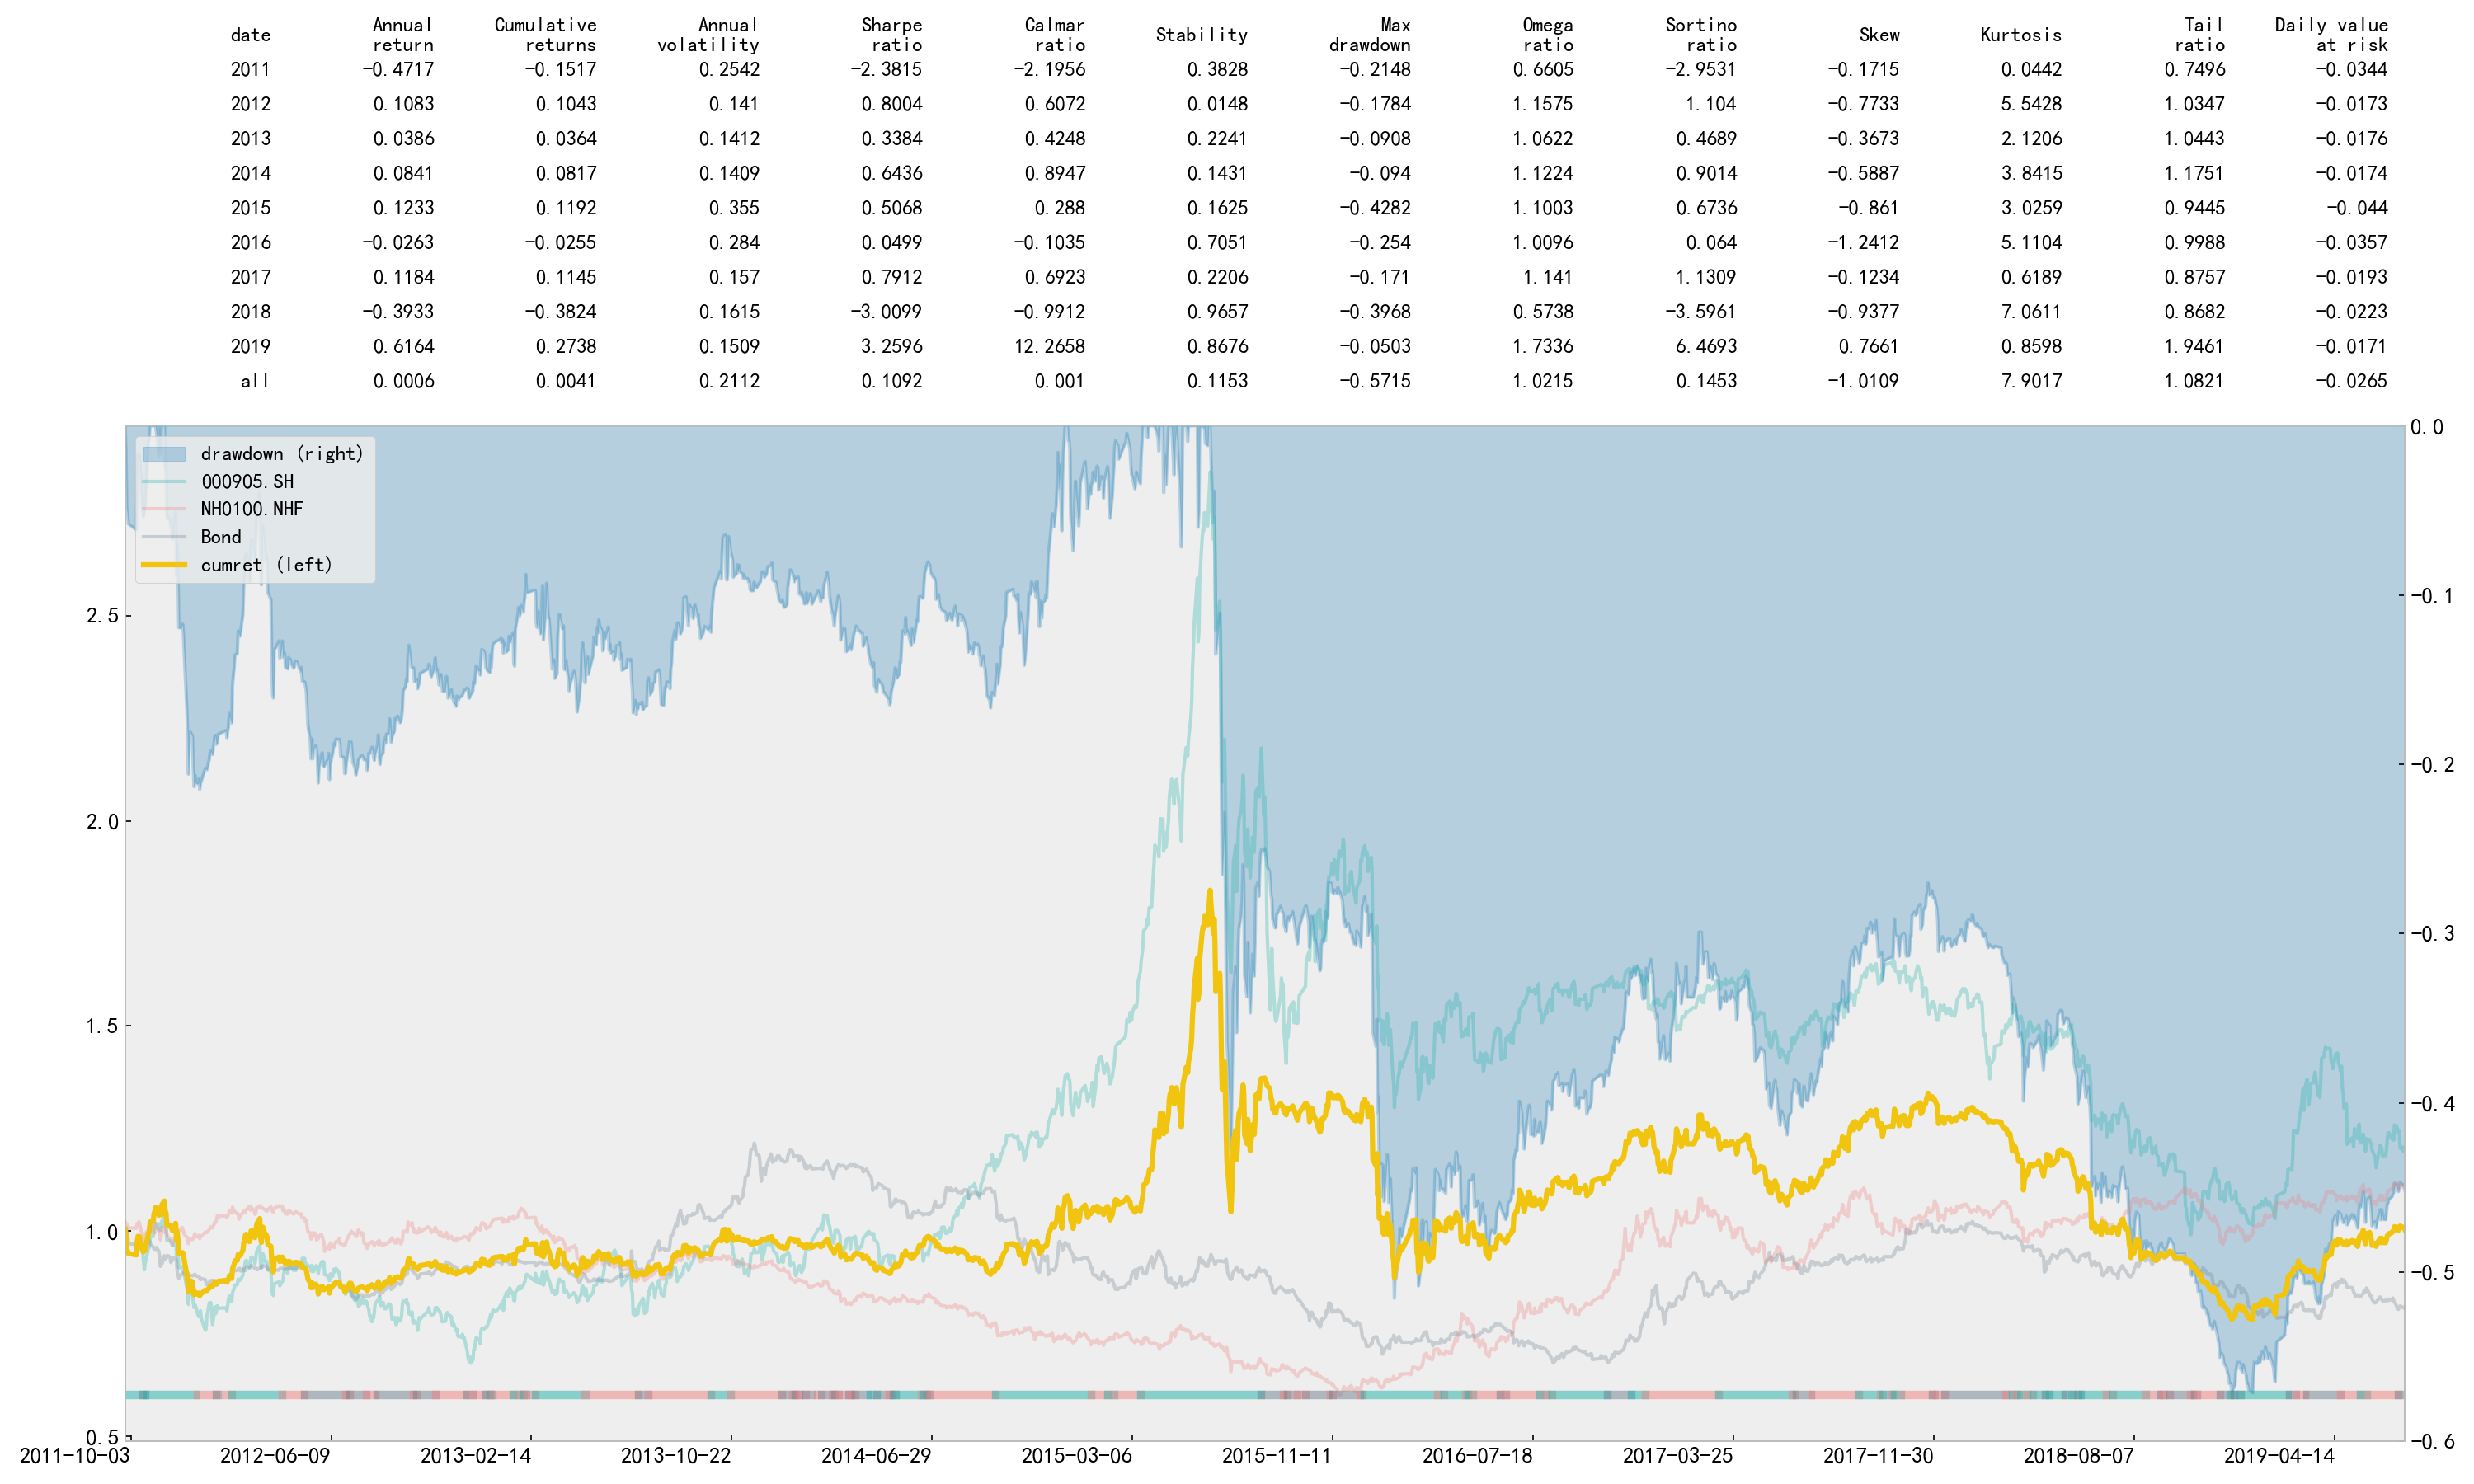 date Annual return Cumulative returns Annual volatility Sharpe ratio Calmar ratio Stability Max drawdown Omega ratio Sortino ratio Skew Kurtosis Tail ratio Daily value at risk
2011 -0.4717 -0.1517 0.2542 -2.3815 -2.1956 0.3828 -0.2148 0.6605 -2.9531 -0.1715 0.0442 0.7496 -0.0344
2012 0.1083 0.1043 0.141 0.8004 0.6072 0.0148 -0.1784 1.1575 1.104 -0.7733 5.5428 1.0347 -0.0173
2013 0.0386 0.0364 0.1412 0.3384 0.4248 0.2241 -0.0908 1.0622 0.4689 -0.3673 2.1206 1.0443 -0.0176
2014 0.0841 0.0817 0.1409 0.6436 0.8947 0.1431 -0.094 1.1224 0.9014 -0.5887 3.8415 1.1751 -0.0174
2015 0.1233 0.1192 0.355 0.5068 0.288 0.1625 -0.4282 1.1003 0.6736 -0.861 3.0259 0.9445 -0.044
2016 -0.0263 -0.0255 0.284 0.0499 -0.1035 0.7051 -0.254 1.0096 0.064 -1.2412 5.1104 0.9988 -0.0357
2017 0.1184 0.1145 0.157 0.7912 0.6923 0.2206 -0.171 1.141 1.1309 -0.1234 0.6189 0.8757 -0.0193
2018 -0.3933 -0.3824 0.1615 -3.0099 -0.9912 0.9657 -0.3968 0.5738 -3.5961 -0.9377 7.0611 0.8682 -0.0223
2019 0.6164 0.2738 0.1509 3.2596 12.2658 0.8676 -0.0503 1.7336 6.4693 0.7661 0.8598 1.9461 -0.0171
all 0.0006 0.0041 0.2112 0.1092 0.001 0.1153 -0.5715 1.0215 0.1453 -1.0109 7.9017 1.0821 -0.0265
drawdown (right)
000905.SH
NH0100.NHF
Bond
cumret (left)
2.5
2.0
1.5
1.0
0.5
0.0
-0.1
-0.2
-0.3
-0.4
-0.5
-0.6
2011-10-03 2012-06-09 2013-02-14 2013-10-22 2014-06-29 2015-03-06 2015-11-11 2016-07-18 2017-03-25 2017-11-30 2018-08-07 2019-04-14